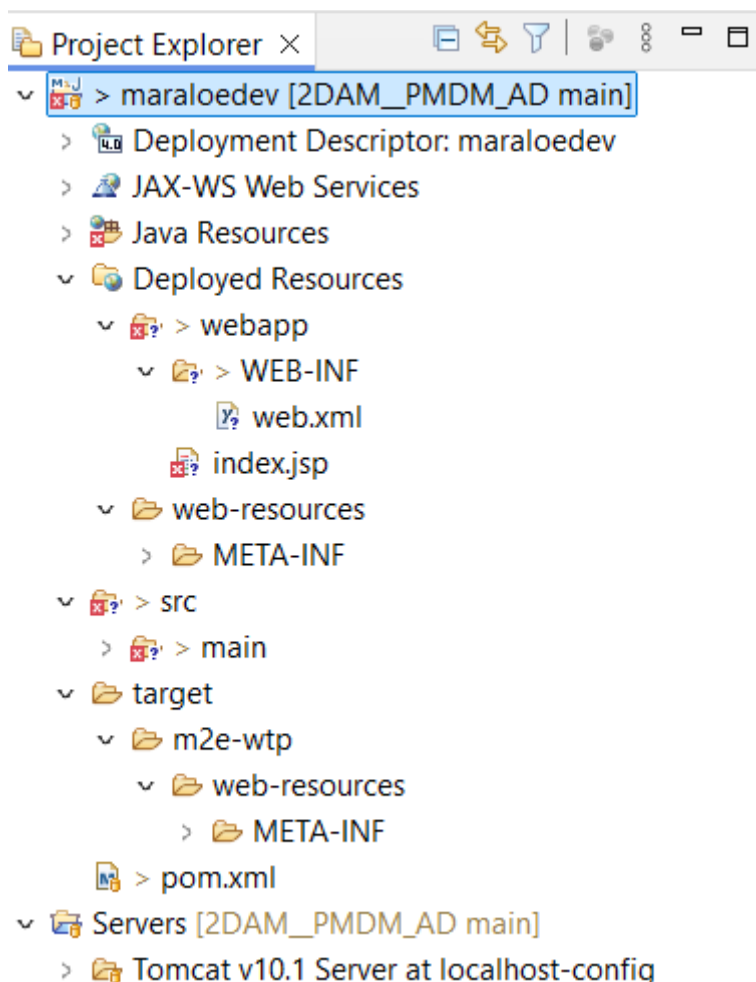 Project Explorer
> maraloedev [2DAM__PMDM_AD main]
Deployment Descriptor: maraloedev
JAX-WS Web Services
Java Resources
Deployed Resources
> webapp
> WEB-INF
web.xml
index.jsp
web-resources
META-INF
> src
> main
target
m2e-wtp
web-resources
META-INF
> pom.xml
Servers [2DAM__PMDM_AD main]
Tomcat v10.1 Server at localhost-config